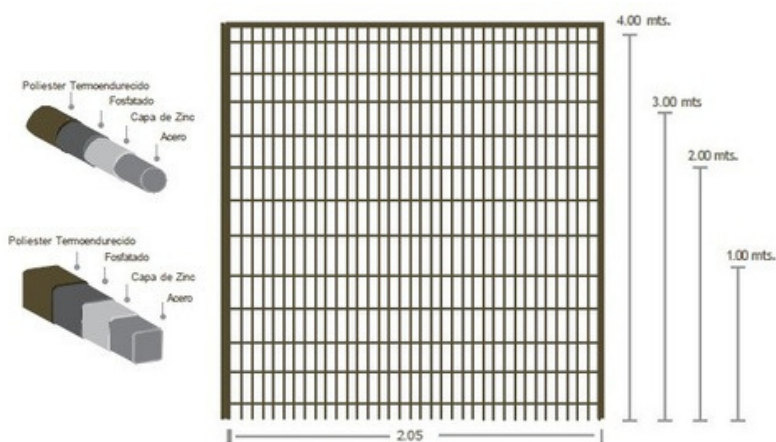 Poliester Termoendurecido
Fosfatado
Capa de Zinc
Acero
Poliester Termoendurecido
Fosfatado
Capa de Zinc
Acero
4.00 mts.
3.00 mts
2.00 mts.
1.00 mts.
2.05